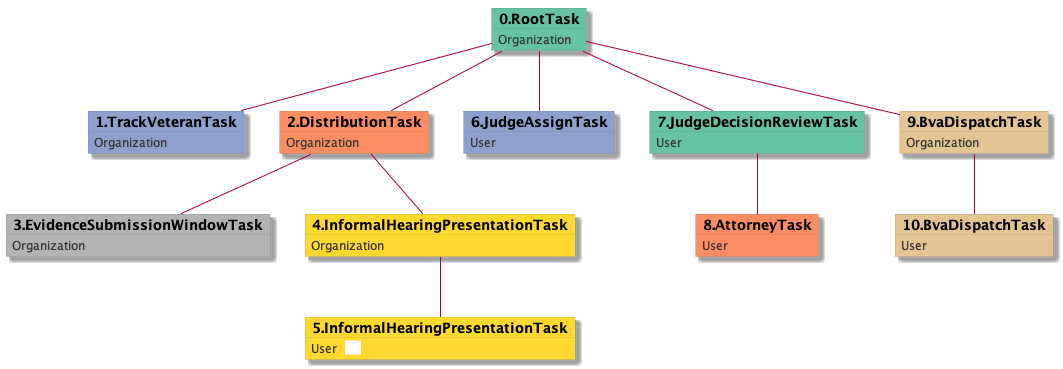 0.RootTask
Organization
1.TrackVeteranTask
Organization
2.DistributionTask
Organization
6.JudgeAssignTask
User
7.JudgeDecisionReviewTask
User
9.BvaDispatchTask
Organization
3.EvidenceSubmissionWindowTask
Organization
4.InformalHearingPresentationTask
Organization
8.AttorneyTask
User
10.BvaDispatchTask
User
5.InformalHearingPresentationTask
User